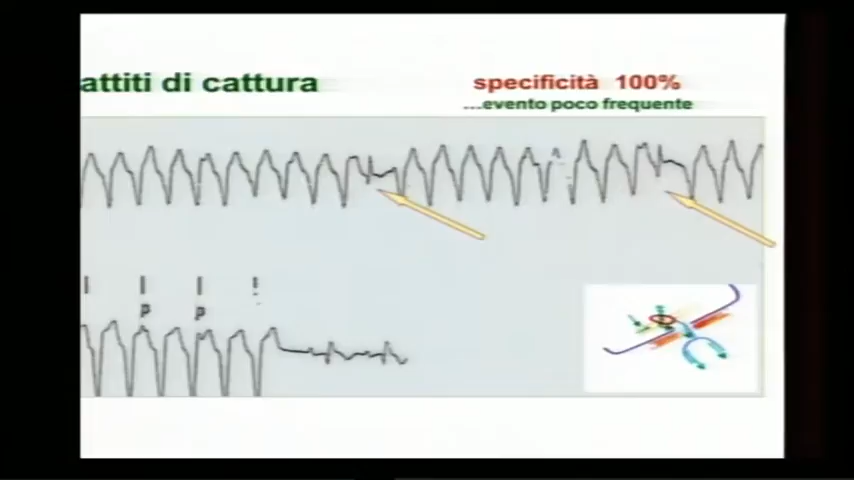 attiti di cattura
specificità 100%
...evento poco frequente
P P